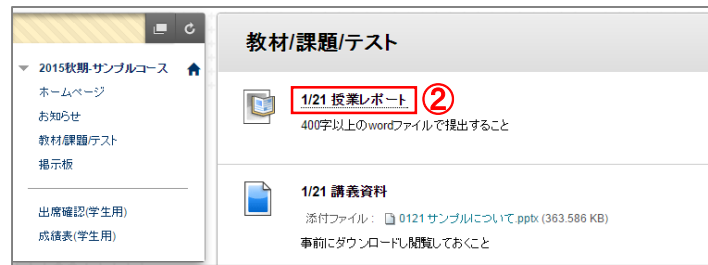 2015秋期-サンプルコース
ホームページ
お知らせ
教材/課題/テスト
掲示板
出席確認(学生用)
成績表(学生用)
教材/課題/テスト
1/21 授業レポート ②
400字以上のwordファイルで提出すること
1/21 講義資料
添付ファイル： 0121 サンプルについて.pptx (363.586 KB)
事前にダウンロードし閲覧しておくこと